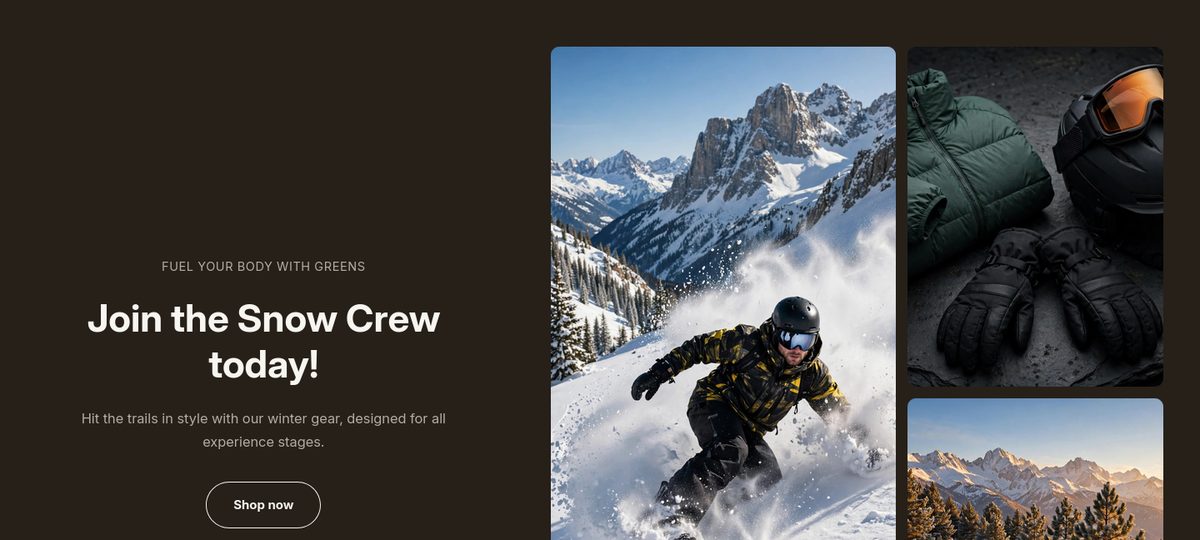 FUEL YOUR BODY WITH GREENS
Join the Snow Crew
today!
Hit the trails in style with our winter gear, designed for all
experience stages.
Shop now